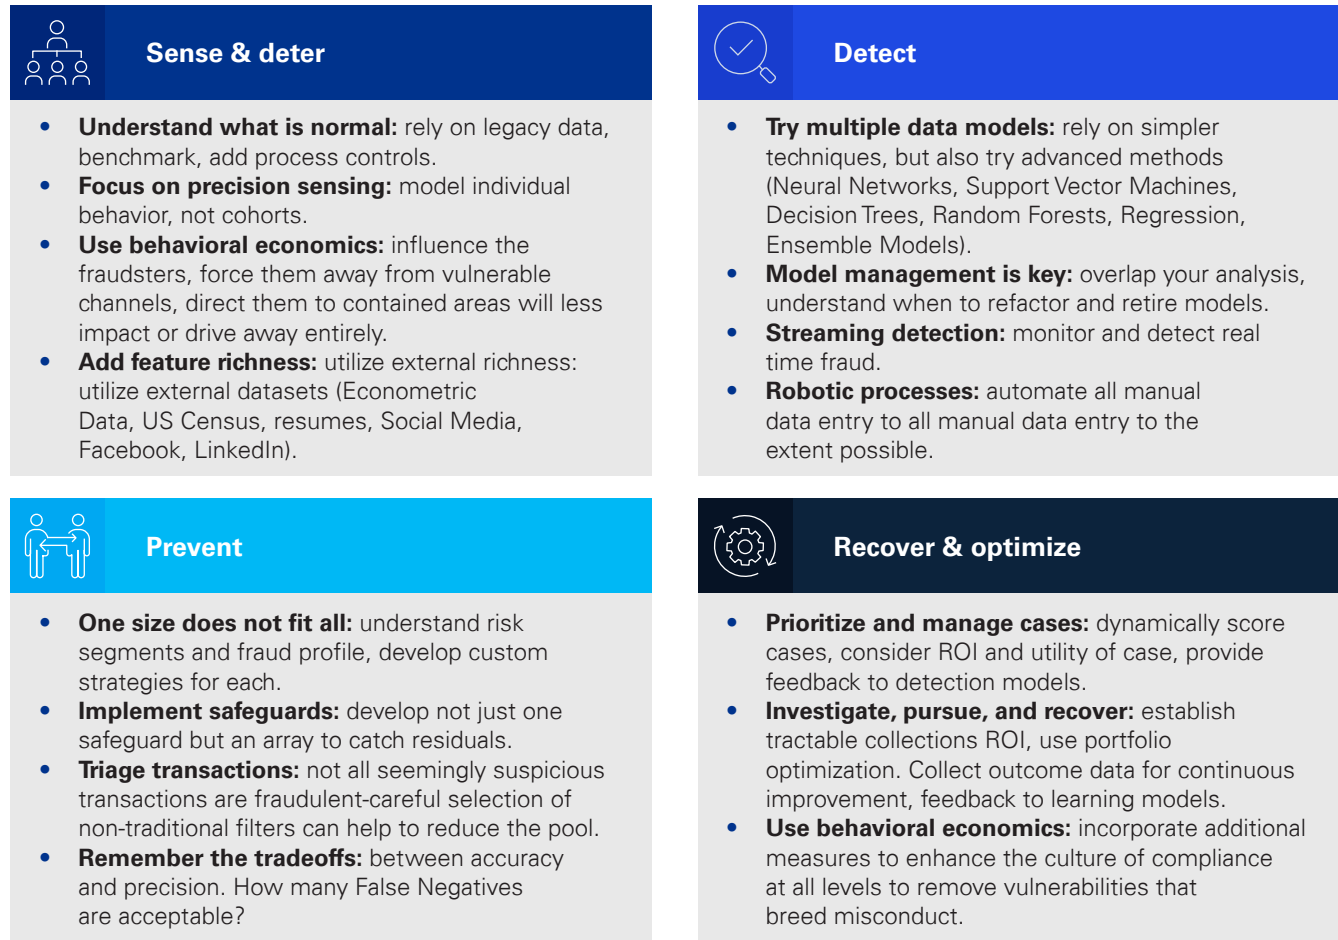 Sense & deter
• Understand what is normal: rely on legacy data,
benchmark, add process controls.
• Focus on precision sensing: model individual
behavior, not cohorts.
• Use behavioral economics: influence the
fraudsters, force them away from vulnerable
channels, direct them to contained areas will less
impact or drive away entirely.
• Add feature richness: utilize external richness:
utilize external datasets (Econometric
Data, US Census, resumes, Social Media,
Facebook, LinkedIn).
Detect
• Try multiple data models: rely on simpler
techniques, but also try advanced methods
(Neural Networks, Support Vector Machines,
Decision Trees, Random Forests, Regression,
Ensemble Models).
• Model management is key: overlap your analysis,
understand when to refactor and retire models.
• Streaming detection: monitor and detect real
time fraud.
• Robotic processes: automate all manual
data entry to all manual data entry to the
extent possible.
Prevent
• One size does not fit all: understand risk
segments and fraud profile, develop custom
strategies for each.
• Implement safeguards: develop not just one
safeguard but an array to catch residuals.
• Triage transactions: not all seemingly suspicious
transactions are fraudulent-careful selection of
non-traditional filters can help to reduce the pool.
• Remember the tradeoffs: between accuracy
and precision. How many False Negatives
are acceptable?
Recover & optimize
• Prioritize and manage cases: dynamically score
cases, consider ROI and utility of case, provide
feedback to detection models.
• Investigate, pursue, and recover: establish
tractable collections ROI, use portfolio
optimization. Collect outcome data for continuous
improvement, feedback to learning models.
• Use behavioral economics: incorporate additional
measures to enhance the culture of compliance
at all levels to remove vulnerabilities that
breed misconduct.